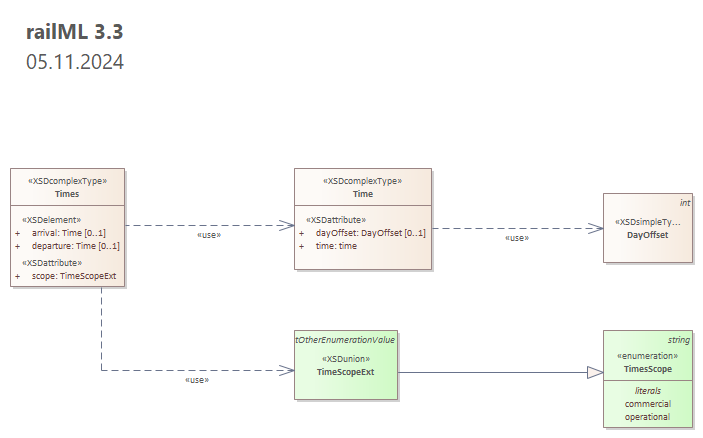 railML 3.3
05.11.2024
«XSDcomplexType»
Times
«XSDelement»
+ arrival: Time [0..1]
+ departure: Time [0..1]
«XSDattribute»
+ scope: TimeScopeExt
«use»
«XSDcomplexType»
Time
«XSDattribute»
+ dayOffset: DayOffset [0..1]
+ time: time
«use»
int
«XSDsimpleTy...
DayOffset
«use»
tOtherEnumerationValue
«XSDunion»
TimeScopeExt
string
«enumeration»
TimesScope
literals
commercial
operational